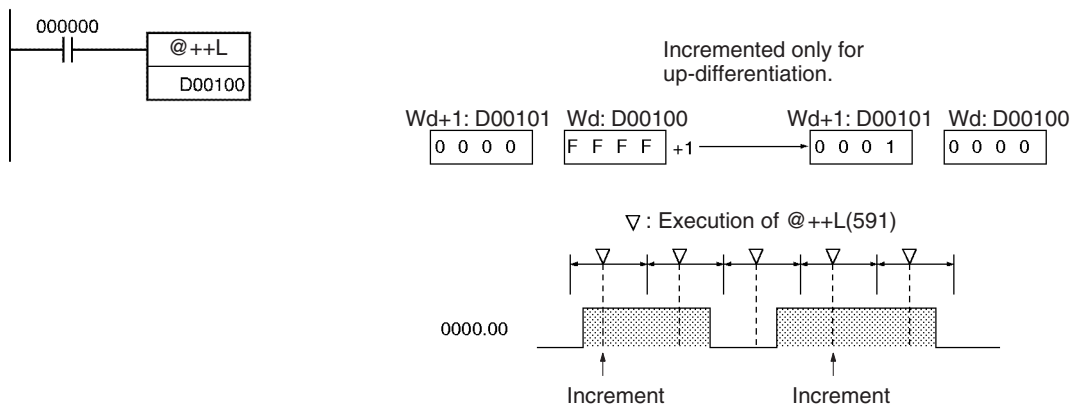 000000
@++L
D00100
Incremented only for
up-differentiation.
Wd+1: D00101 Wd: D00100 Wd+1: D00101 Wd: D00100
0 0 0 0 F F F F +1 0 0 0 1 0 0 0 0
▽ : Execution of @++L(591)
0000.00
Increment Increment